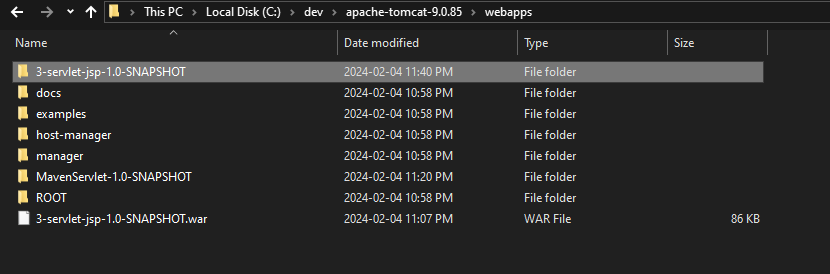 This PC > Local Disk (C:) > dev > apache-tomcat-9.0.85 > webapps
Name Date modified Type Size
3-servlet-jsp-1.0-SNAPSHOT 2024-02-04 11:40 PM File folder
docs 2024-02-04 10:58 PM File folder
examples 2024-02-04 10:58 PM File folder
host-manager 2024-02-04 10:58 PM File folder
manager 2024-02-04 10:58 PM File folder
MavenServlet-1.0-SNAPSHOT 2024-02-04 11:20 PM File folder
ROOT 2024-02-04 10:58 PM File folder
3-servlet-jsp-1.0-SNAPSHOT.war 2024-02-04 11:07 PM WAR File 86 KB